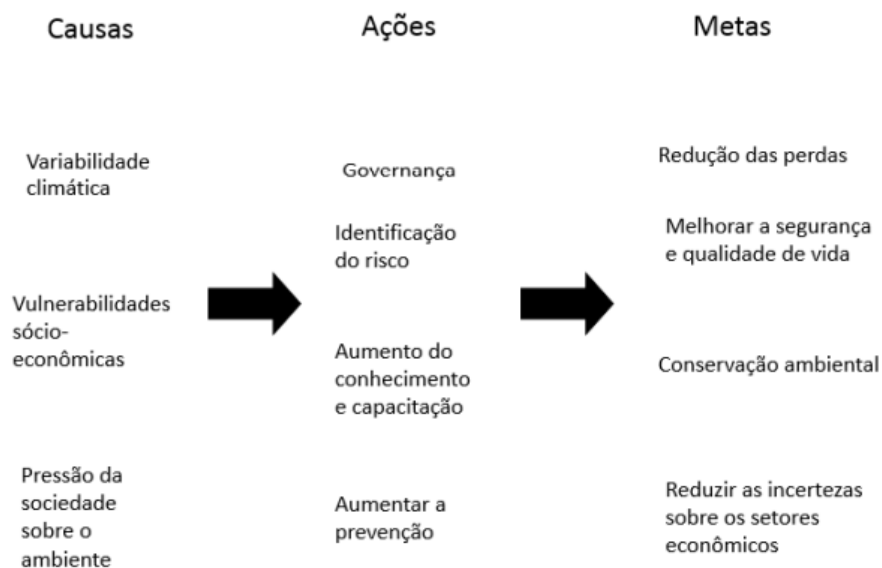 Causas
Ações
Metas
Variabilidade
climática
Governança
Redução das perdas
Identificação
do risco
Melhorar a segurança
e qualidade de vida
Vulnerabilidades
sócio-
econômicas
Aumento do
conhecimento
e capacitação
Conservação ambiental
Pressão da
sociedade
sobre o
ambiente
Aumentar a
prevenção
Reduzir as incertezas
sobre os setores
econômicos